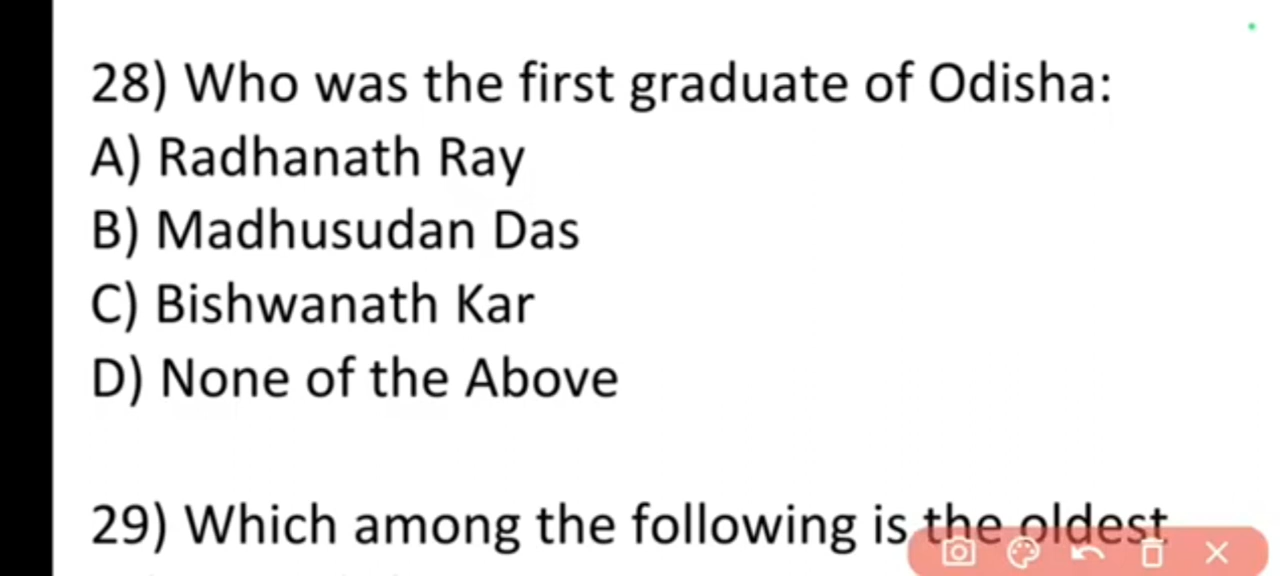 28) Who was the first graduate of Odisha:
A) Radhanath Ray
B) Madhusudan Das
C) Bishwanath Kar
D) None of the Above
29) Which among the following is the oldest